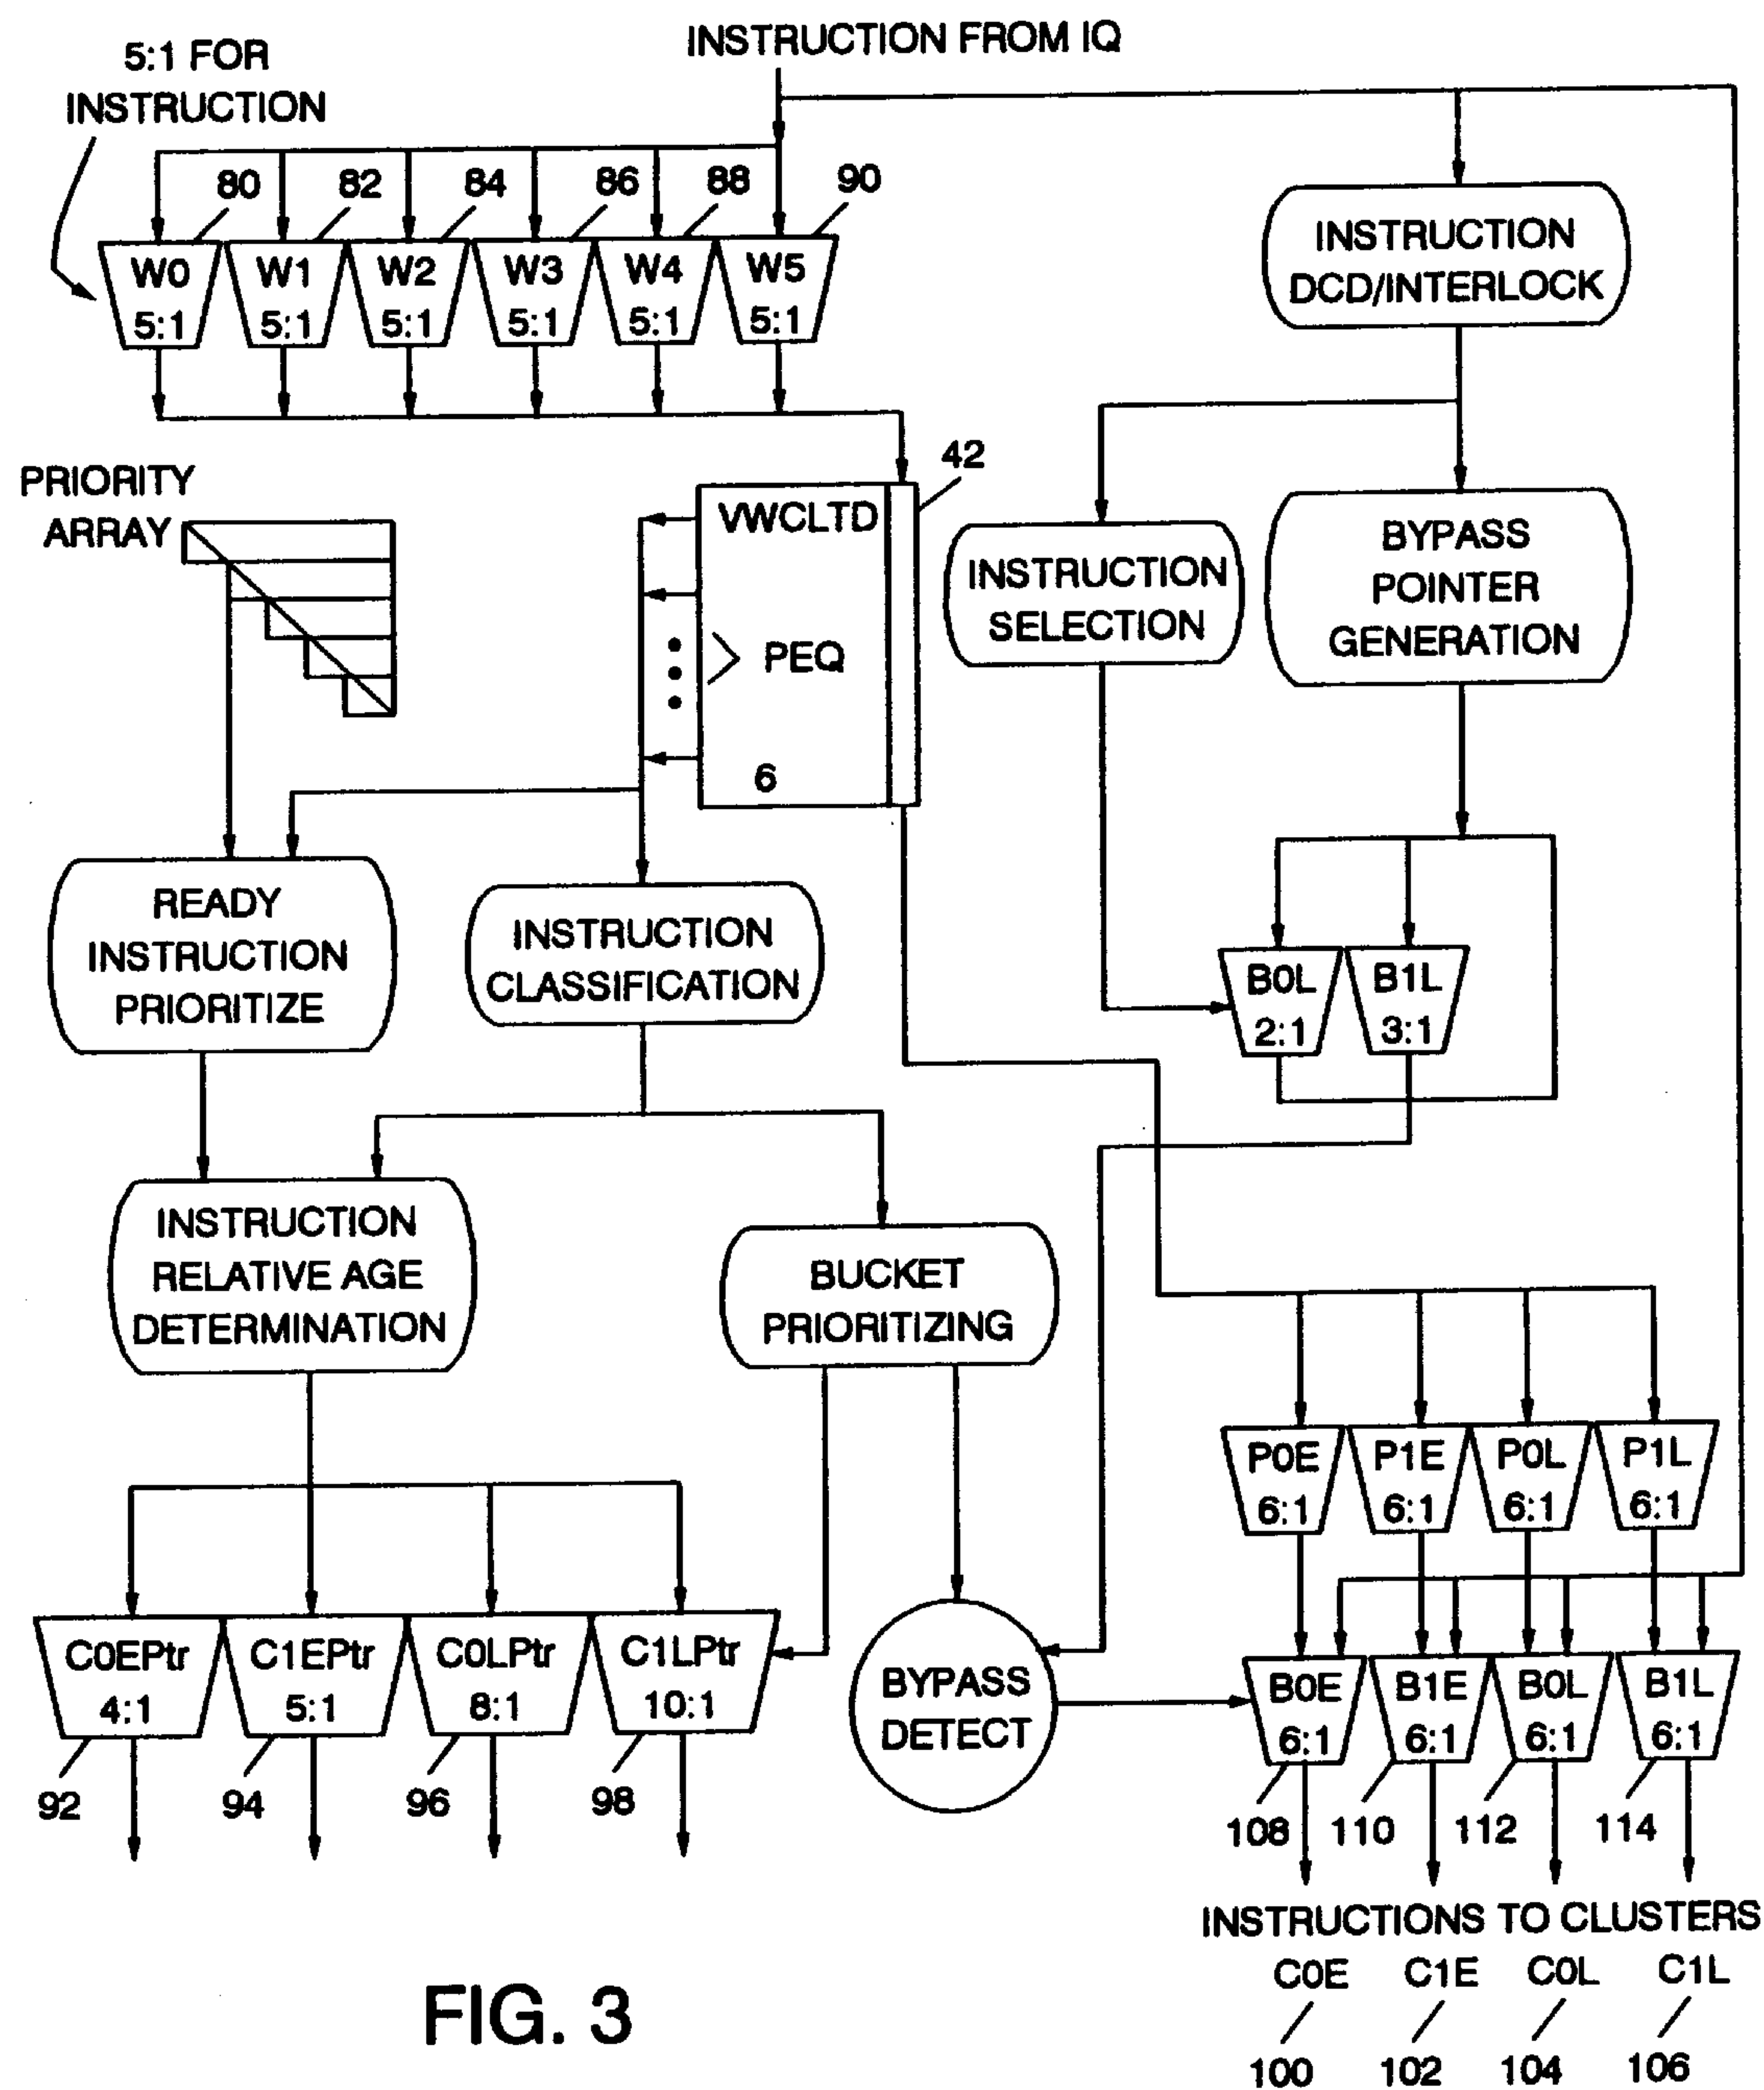 INSTRUCTION FROM IQ
5:1 FOR
INSTRUCTION
80 82 84 86 88 90
W0 W1 W2 W3 W4 W5
5:1 5:1 5:1 5:1 5:1 5:1
INSTRUCTION
DCD/INTERLOCK
PRIORITY
ARRAY
42
VWCLTD
PEQ
6
INSTRUCTION
SELECTION
BYPASS
POINTER
GENERATION
READY
INSTRUCTION
PRIORITIZE
INSTRUCTION
CLASSIFICATION
B0L B1L
2:1 3:1
INSTRUCTION
RELATIVE AGE
DETERMINATION
BUCKET
PRIORITIZING
P0E P1E P0L P1L
6:1 6:1 6:1 6:1
C0EPtr C1EPtr C0LPtr C1LPtr
4:1 5:1 8:1 10:1
92 94 96 98
BYPASS
DETECT
B0E B1E B0L B1L
6:1 6:1 6:1 6:1
108 110 112 114
INSTRUCTIONS TO CLUSTERS
C0E C1E C0L C1L
100 102 104 106
FIG. 3